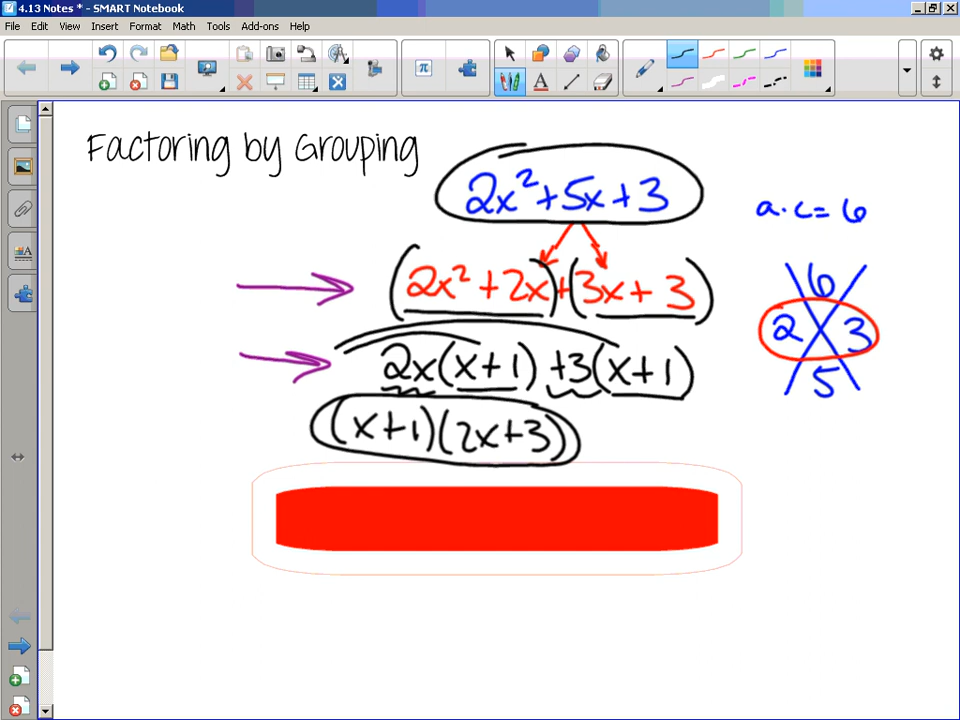 4.13 Notes * - SMART Notebook
File Edit View Insert Format Math Tools Add-ons Help
Factoring by Grouping
2x²+5x+3
a·c=6
(2x²+2x)+(3x+3)
6
2 3
5
2x(x+1)+3(x+1)
(x+1)(2x+3)